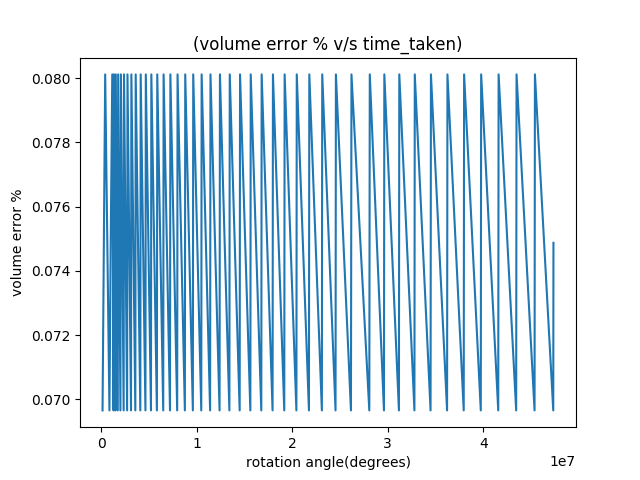 (volume error % v/s time_taken)
volume error %
0.080
0.078
0.076
0.074
0.072
0.070
0
1
2
3
4
1e7
rotation angle(degrees)